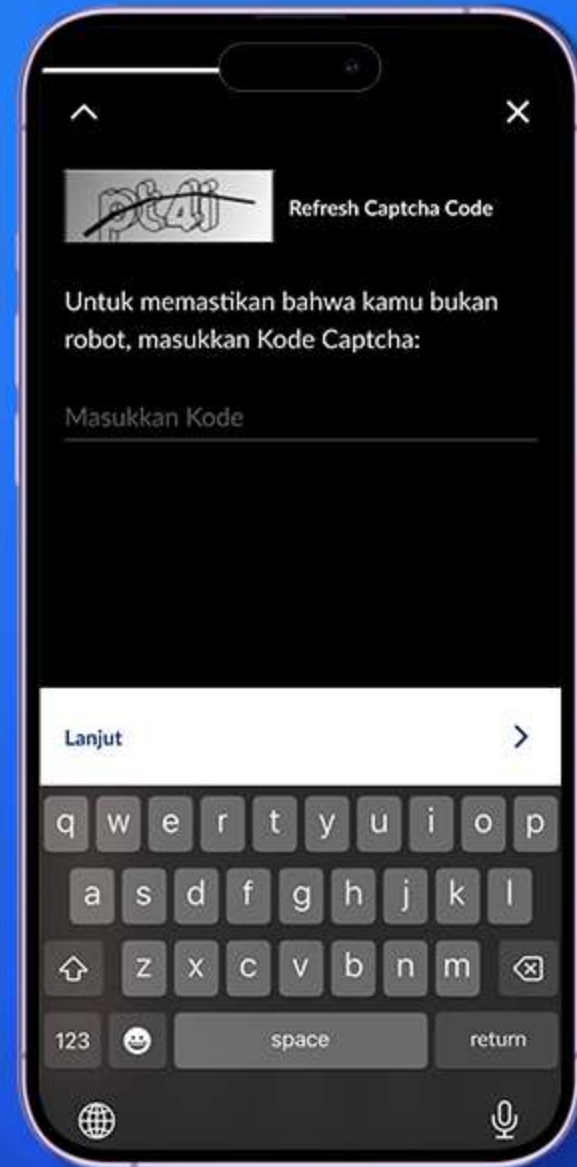 Refresh Captcha Code
Untuk memastikan bahwa kamu bukan
robot, masukkan Kode Captcha:
Masukkan Kode
Lanjut
q w e r t y u i o p
a s d f g h j k l
z x c v b n m
123 space return